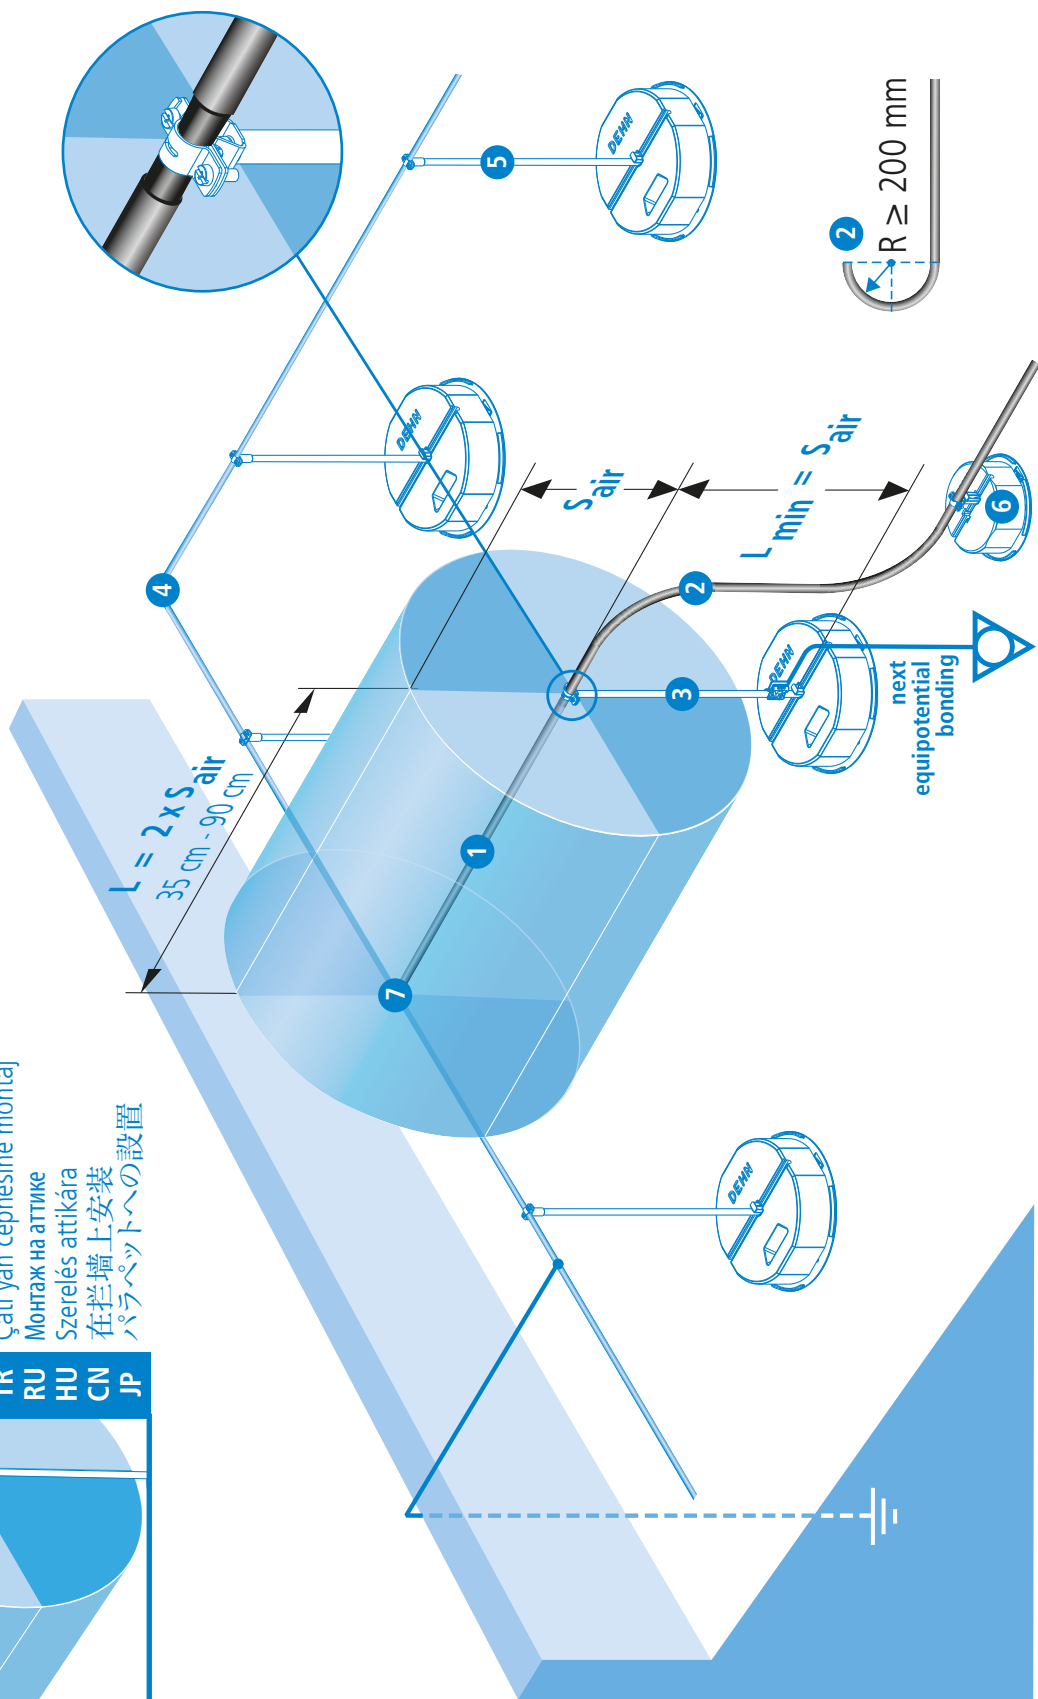 TR Çatı yan cephesine montaj
RU Монтаж на аттике
HU Szerelés attikára
CN 在拦墙上安装
JP パラペットへの設置
L = 2 x S air
35 cm - 90 cm
4
7
1
3
2
5
6
S air
L min = S air
DEHN
DEHN
DEHN
DEHN
next
equipotential
bonding
2
R ≥ 200 mm